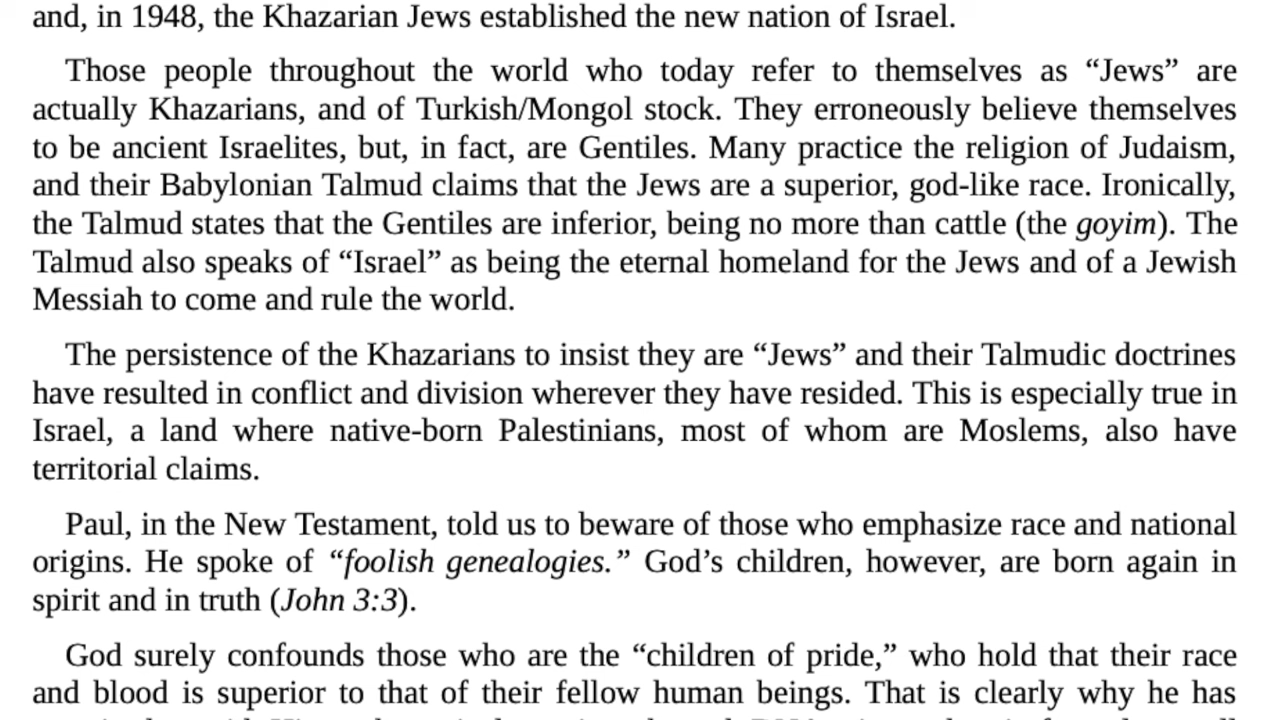 and, in 1948, the Khazarian Jews established the new nation of Israel.
Those people throughout the world who today refer to themselves as “Jews” are
actually Khazarians, and of Turkish/Mongol stock. They erroneously believe themselves
to be ancient Israelites, but, in fact, are Gentiles. Many practice the religion of Judaism,
and their Babylonian Talmud claims that the Jews are a superior, god-like race. Ironically,
the Talmud states that the Gentiles are inferior, being no more than cattle (the goyim). The
Talmud also speaks of “Israel” as being the eternal homeland for the Jews and of a Jewish
Messiah to come and rule the world.
The persistence of the Khazarians to insist they are “Jews” and their Talmudic doctrines
have resulted in conflict and division wherever they have resided. This is especially true in
Israel, a land where native-born Palestinians, most of whom are Moslems, also have
territorial claims.
Paul, in the New Testament, told us to beware of those who emphasize race and national
origins. He spoke of “foolish genealogies.” God’s children, however, are born again in
spirit and in truth (John 3:3).
God surely confounds those who are the “children of pride,” who hold that their race
and blood is superior to that of their fellow human beings. That is clearly why he has